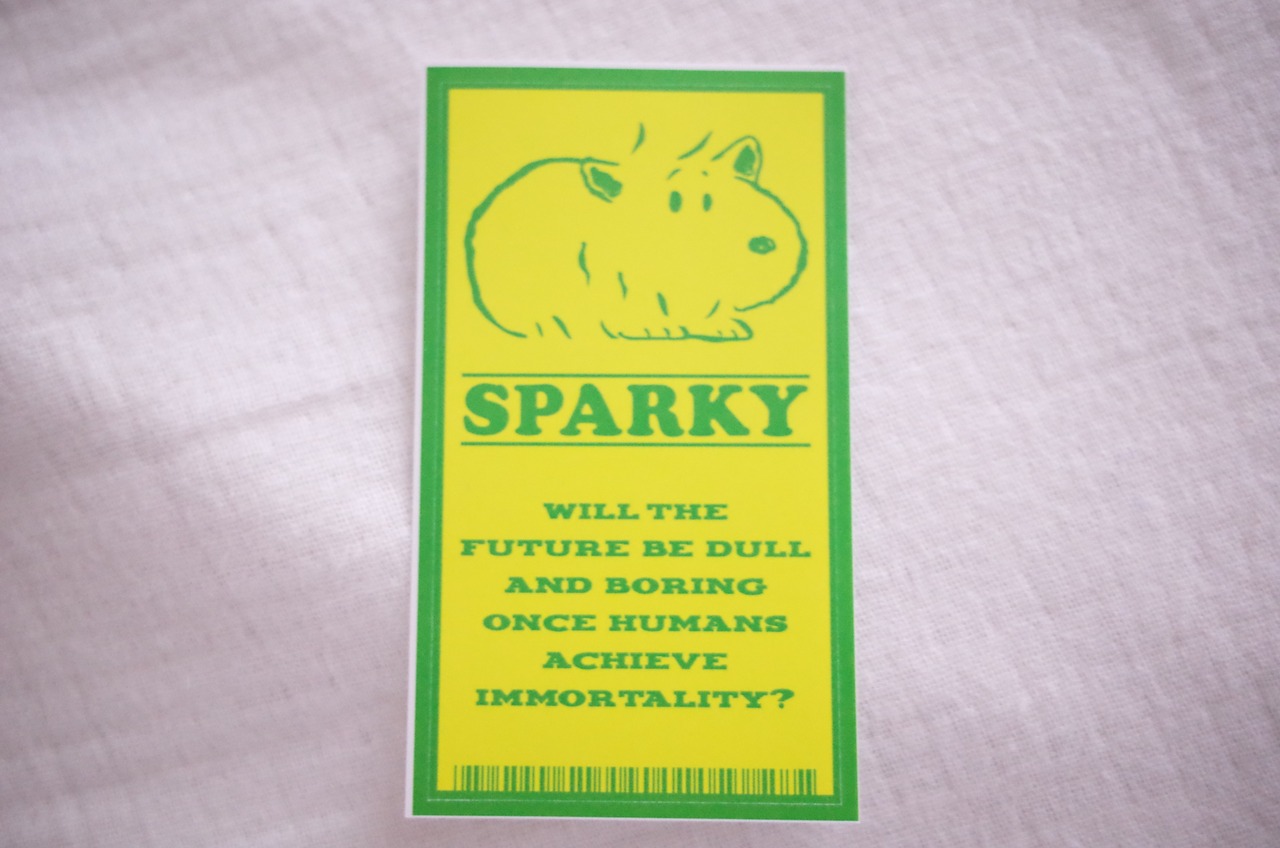 SPARKY
WILL THE
FUTURE BE DULL
AND BORING
ONCE HUMANS
ACHIEVE
IMMORTALITY?